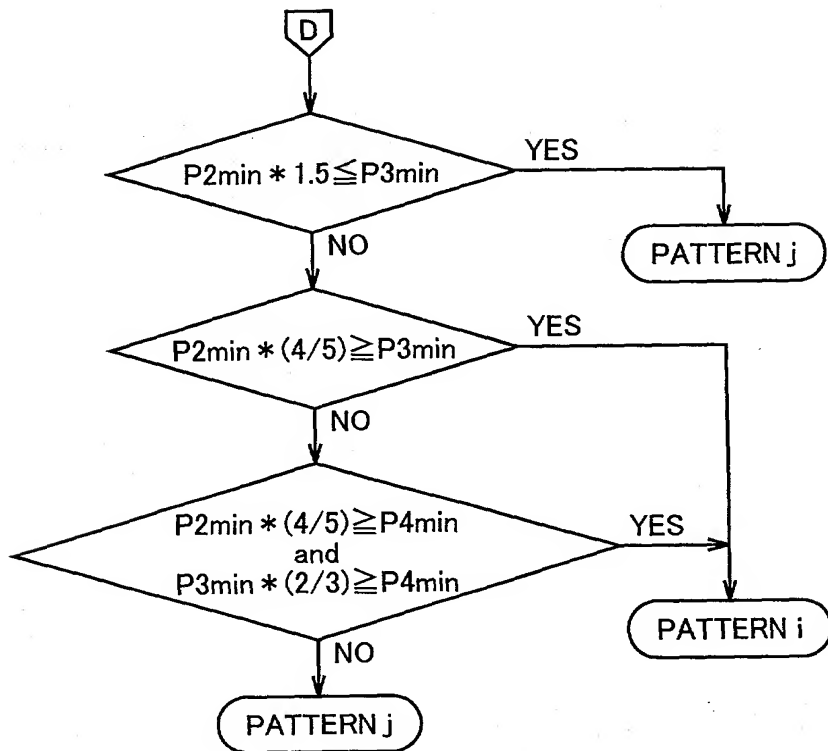 D
P2min * 1.5≦P3min
YES
PATTERN j
NO
P2min * (4/5)≧P3min
YES
NO
P2min * (4/5)≧P4min
and
P3min * (2/3)≧P4min
YES
PATTERN i
NO
PATTERN j